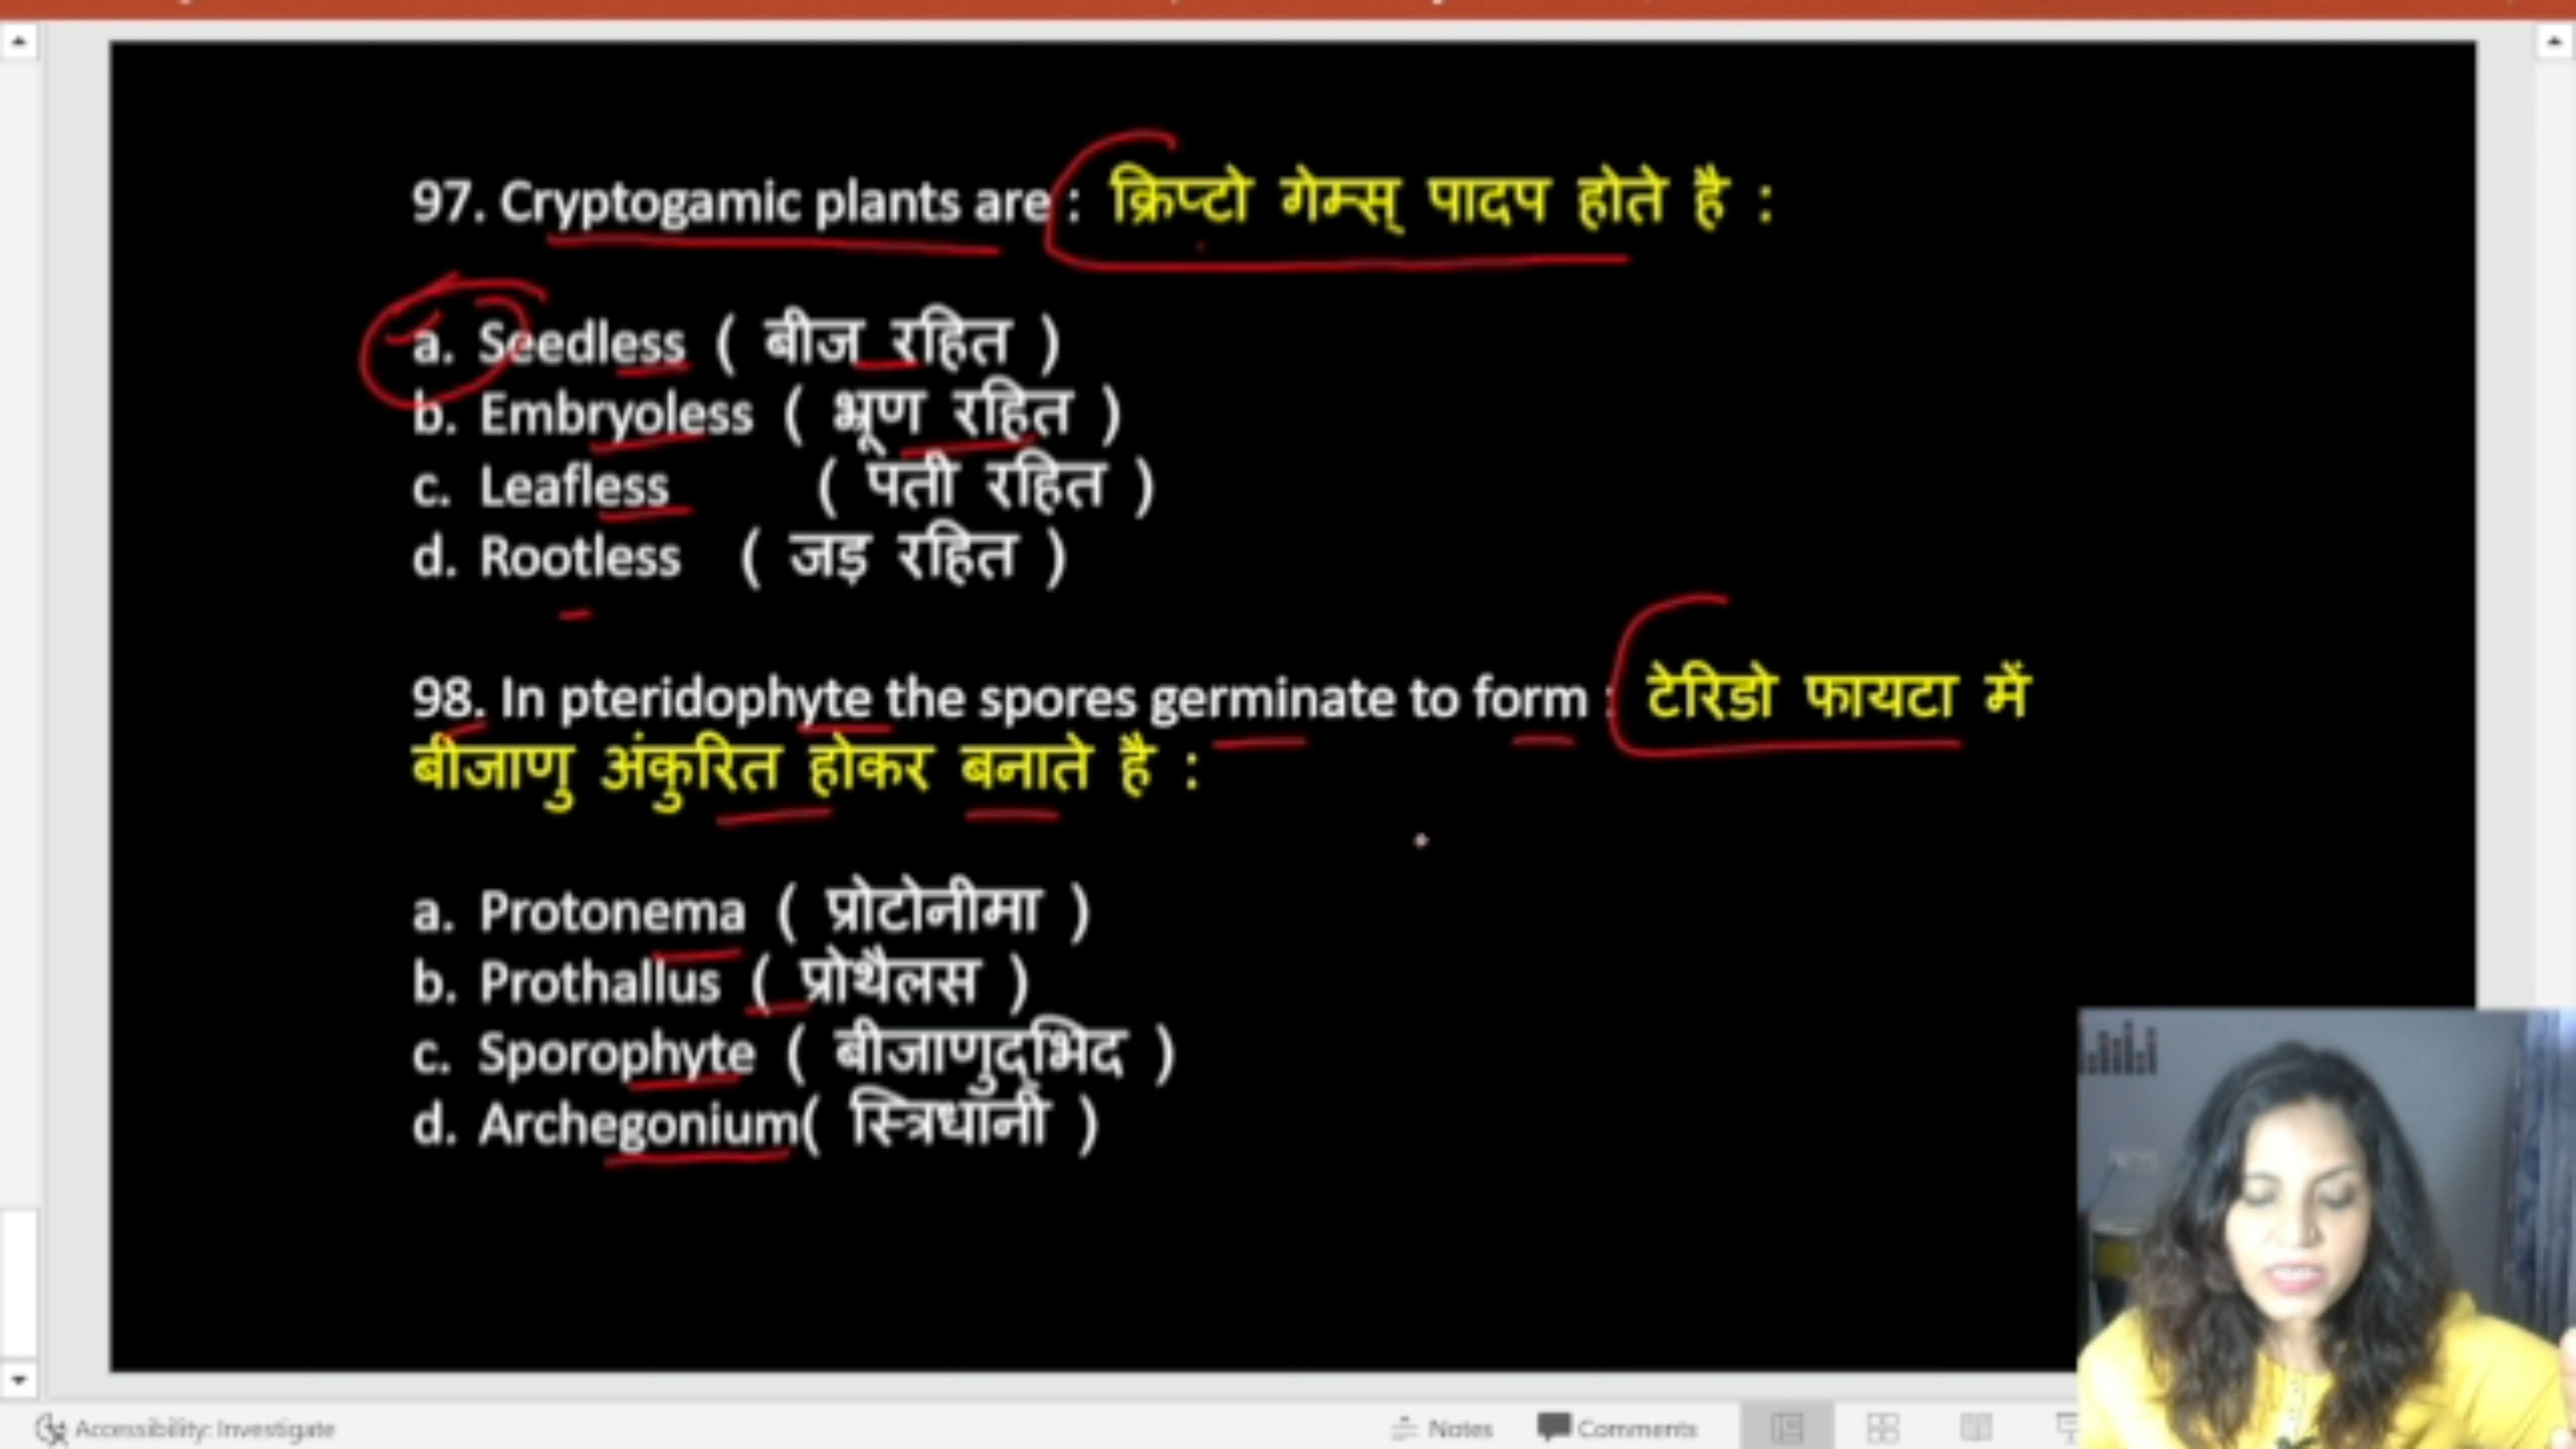 97. Cryptogamic plants are : क्रिप्टो गेम्स् पादप होते है :
a. Seedless ( बीज रहित )
b. Embryoless ( भ्रूण रहित )
c. Leafless ( पती रहित )
d. Rootless ( जड़ रहित )
98. In pteridophyte the spores germinate to form : टेरिडो फायटा में
बीजाणु अंकुरित होकर बनाते है :
a. Protonema ( प्रोटोनीमा )
b. Prothallus ( प्रोथैलस )
c. Sporophyte ( बीजाणुद्भिद )
d. Archegonium( स्त्रिधानी )
Accessibility: Investigate
Notes
Comments